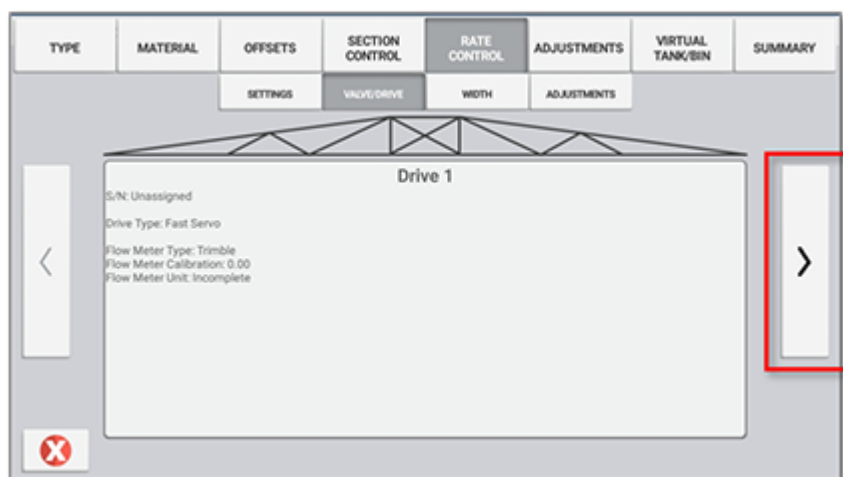 TYPE
MATERIAL
OFFSETS
SECTION
CONTROL
RATE
CONTROL
ADJUSTMENTS
VIRTUAL
TANK/BIN
SUMMARY
SETTINGS
VALVE/DRIVE
WIDTH
ADJUSTMENTS
Drive 1
S/N: Unassigned
Drive Type: Fast Servo
Flow Meter Type: Trimble
Flow Meter Calibration: 0.00
Flow Meter Unit: Incomplete